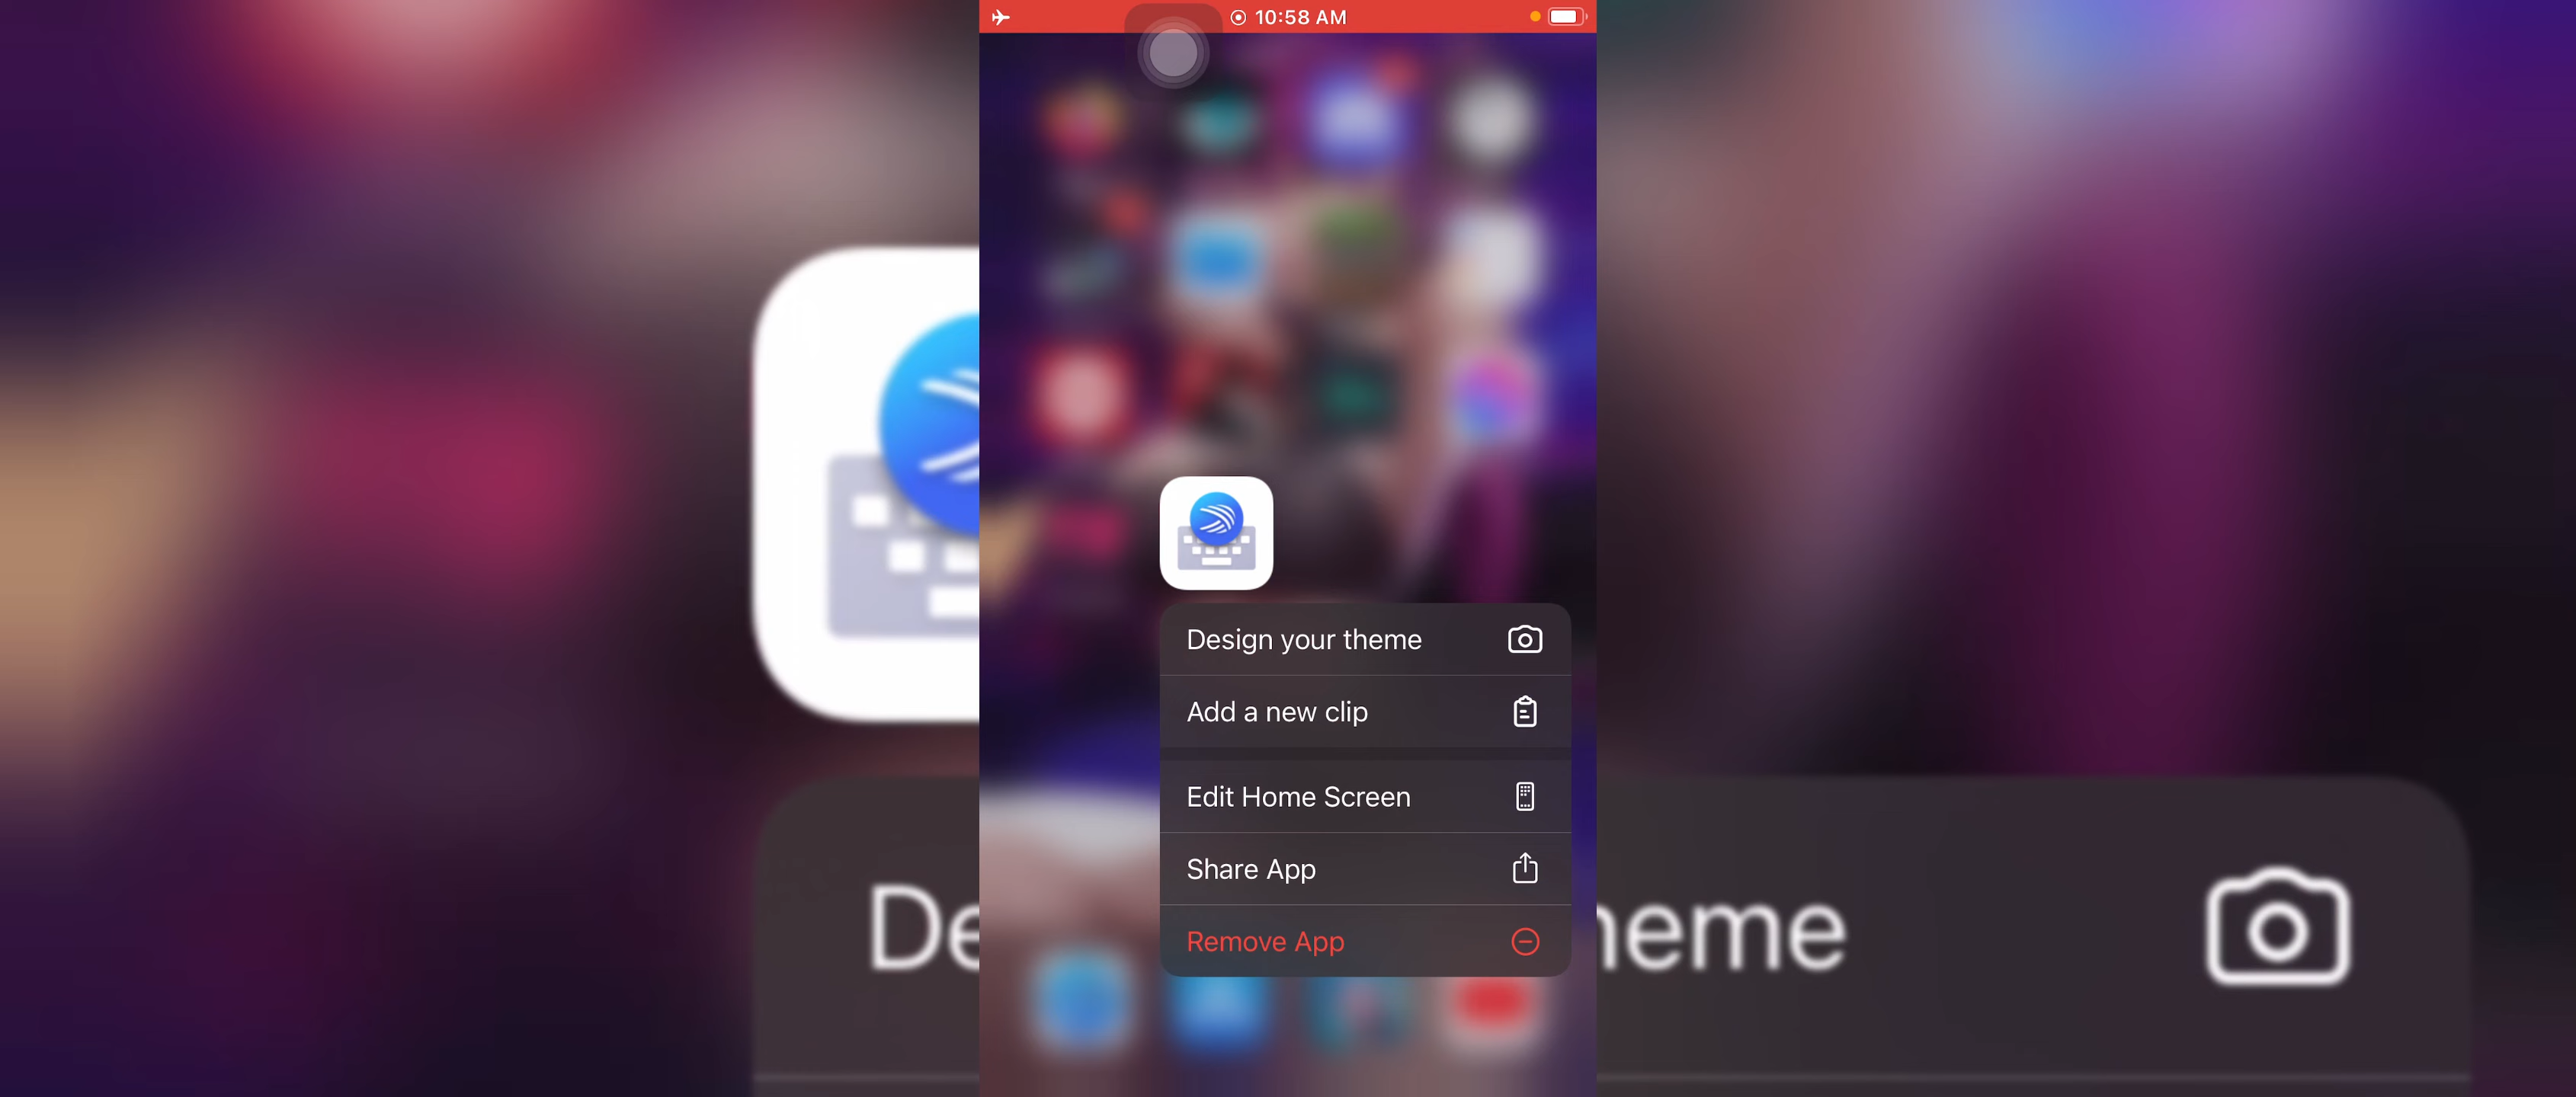 10:58 AM
Design your theme
Add a new clip
Edit Home Screen
Share App
Remove App
De
heme